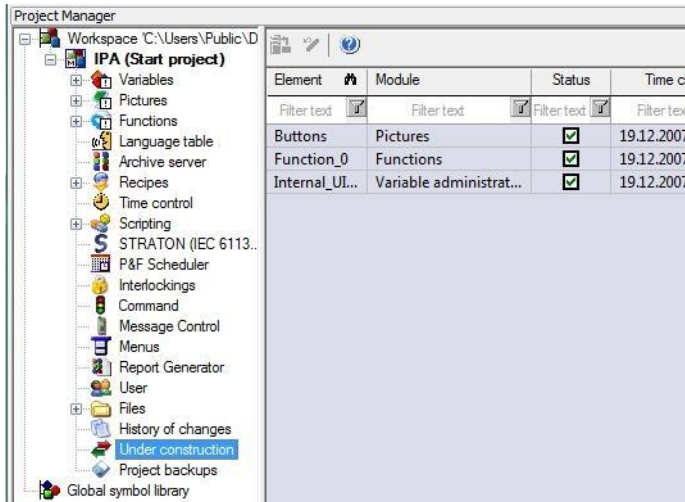 Project Manager
Workspace 'C:\Users\Public\D
IPA (Start project)
Variables
Pictures
Functions
Language table
Archive server
Recipes
Time control
Scripting
STRATON (IEC 6113..
P&F Scheduler
Interlockings
Command
Message Control
Menus
Report Generator
User
Files
History of changes
Under construction
Project backups
Global symbol library
Element Module Status Time c
Filter text Filter text Filter text Filter tex
Buttons Pictures 19.12.2007
Function_0 Functions 19.12.2007
Internal_UI... Variable administrat... 19.12.2007